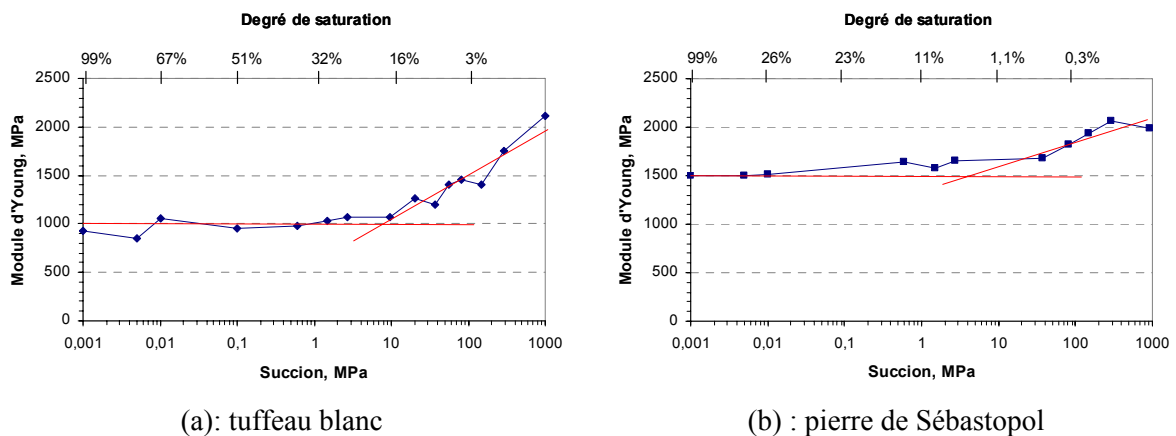 Degré de saturation
99% 67% 51% 32% 16% 3%
2500
2000
1500
1000
500
0
Module d'Young, MPa
0,001 0,01 0,1 1 10 100 1000
Succion, MPa
(a): tuffeau blanc
Degré de saturation
99% 26% 23% 11% 1,1% 0,3%
2500
2000
1500
1000
500
0
Module d'Young, MPa
0,001 0,01 0,1 1 10 100 1000
Succion, MPa
(b) : pierre de Sébastopol